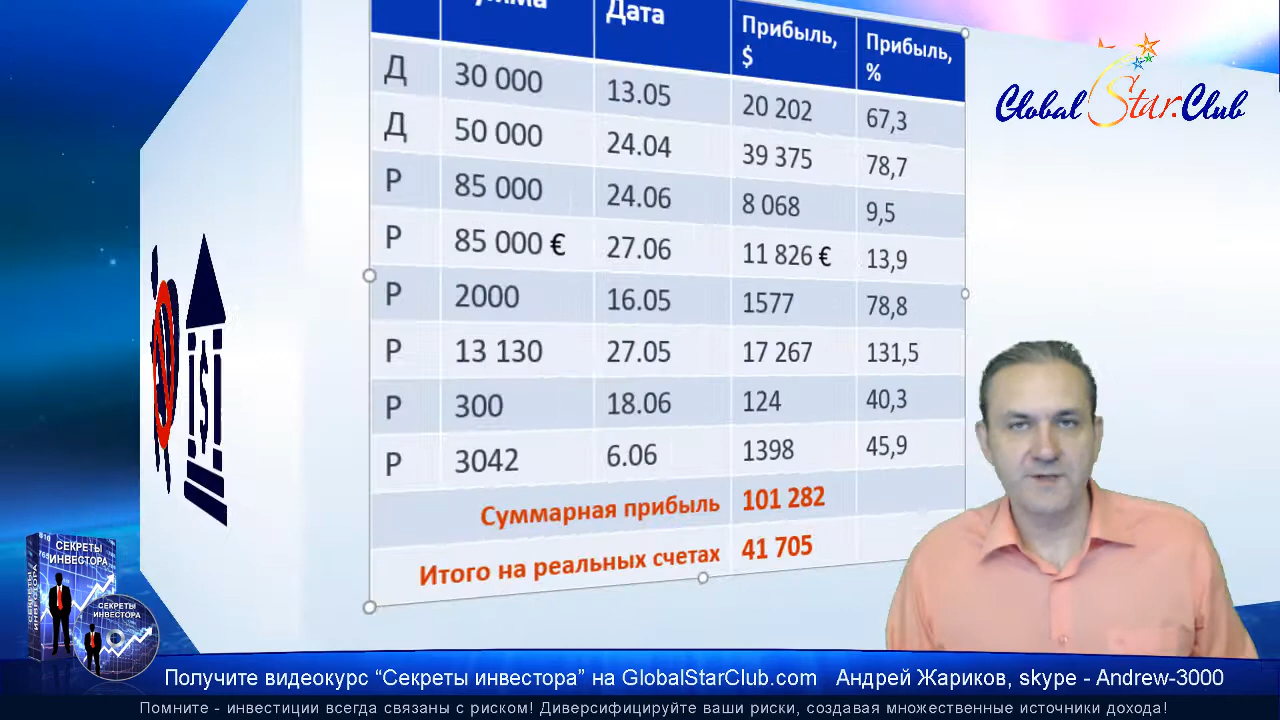 Дата
Прибыль, $
Прибыль, %
Д 30 000 13.05 20 202 67,3
Д 50 000 24.04 39 375 78,7
Р 85 000 24.06 8 068 9,5
Р 85 000 € 27.06 11 826 € 13,9
Р 2000 16.05 1577 78,8
Р 13 130 27.05 17 267 131,5
Р 300 18.06 124 40,3
Р 3042 6.06 1398 45,9
Суммарная прибыль 101 282
Итого на реальных счетах 41 705
Global Star.Club
СЕКРЕТЫ
ИНВЕСТОРА
СЕКРЕТЫ
ИНВЕСТОРА
Получите видеокурс “Секреты инвестора” на GlobalStarClub.com Андрей Жариков, skype - Andrew-3000
Помните - инвестиции всегда связаны с риском! Диверсифицируйте ваши риски, создавая множественные источники дохода!